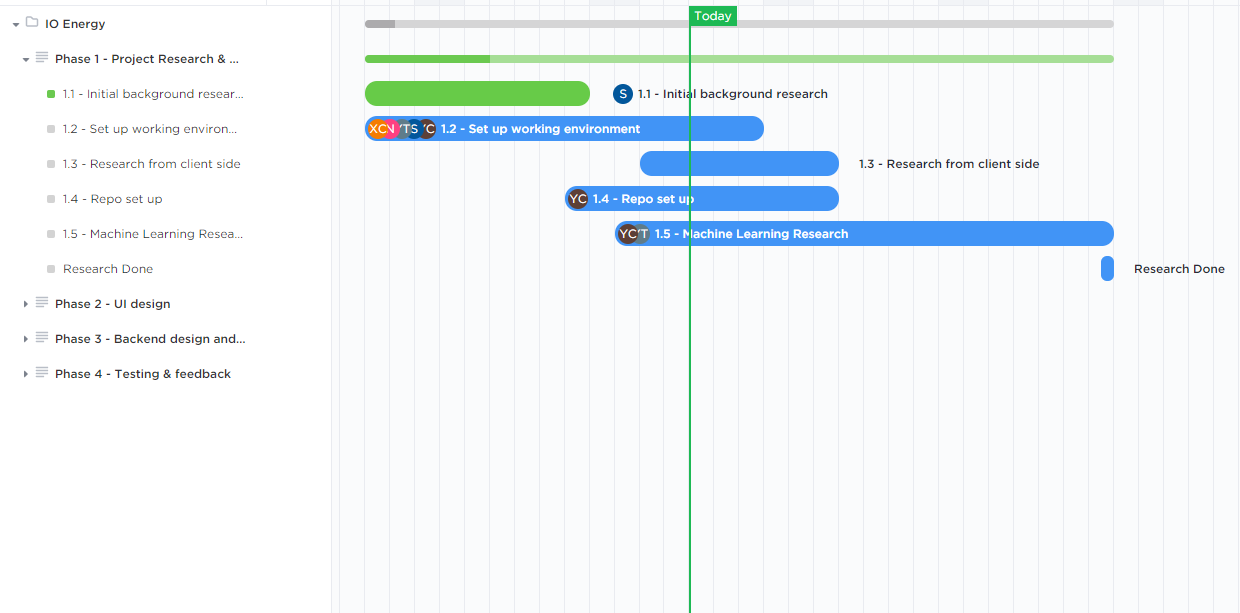 IO Energy
Today
Phase 1 - Project Research & ...
1.1 - Initial background resear...
S 1.1 - Initial background research
1.2 - Set up working environ...
XC N YT S YC 1.2 - Set up working environment
1.3 - Research from client side
1.3 - Research from client side
1.4 - Repo set up
YC 1.4 - Repo set up
1.5 - Machine Learning Resea...
YC YT 1.5 - Machine Learning Research
Research Done
Research Done
Phase 2 - UI design
Phase 3 - Backend design and...
Phase 4 - Testing & feedback